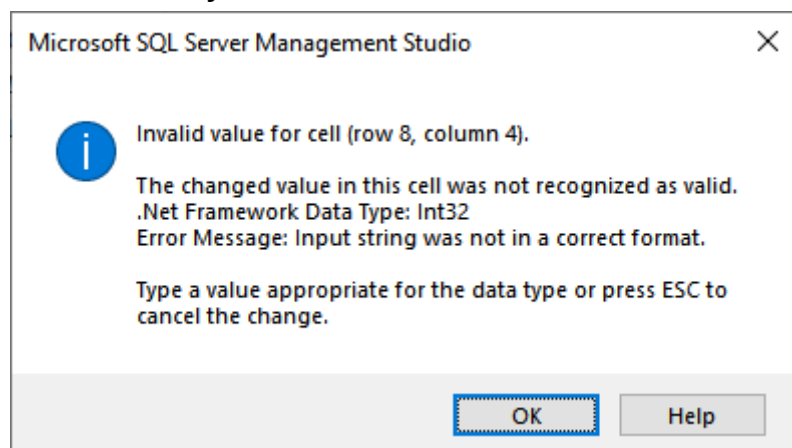 Microsoft SQL Server Management Studio
Invalid value for cell (row 8, column 4).
The changed value in this cell was not recognized as valid.
.Net Framework Data Type: Int32
Error Message: Input string was not in a correct format.
Type a value appropriate for the data type or press ESC to
cancel the change.
OK Help